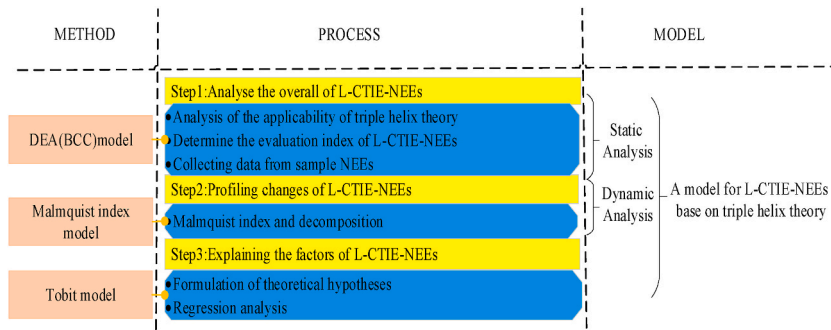 METHOD
PROCESS
MODEL
Step1:Analyse the overall of L-CTIE-NEEs
•Analysis of the applicability of triple helix theory
•Determine the evaluation index of L-CTIE-NEEs
•Collecting data from sample NEEs
DEA(BCC)model
Static
Analysis
Step2:Profiling changes of L-CTIE-NEEs
•Malmquist index and decomposition
Malmquist index
model
Dynamic
Analysis
A model for L-CTIE-NEEs
base on triple helix theory
Step3:Explaining the factors of L-CTIE-NEEs
•Formulation of theoretical hypotheses
•Regression analysis
Tobit model